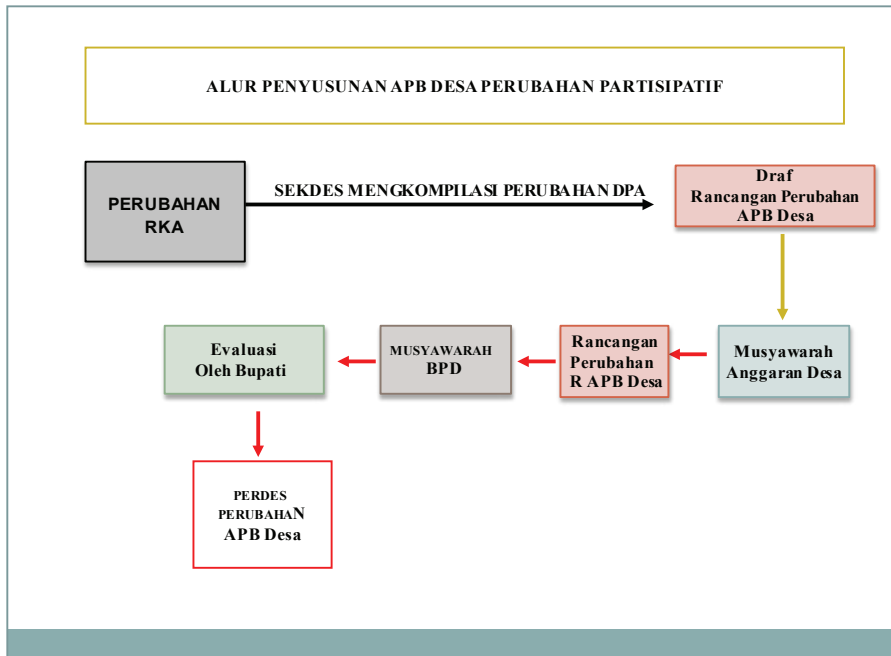 ALUR PENYUSUNAN APB DESA PERUBAHAN PARTISIPATIF
PERUBAHAN
RKA
SEKDES MENGKOMPILASI PERUBAHAN DPA
Draf
Rancangan Perubahan
APB Desa
Musyawarah
Anggaran Desa
Rancangan
Perubahan
R APB Desa
MUSYAWARAH
BPD
Evaluasi
Oleh Bupati
PERDES
PERUBAHAN
APB Desa